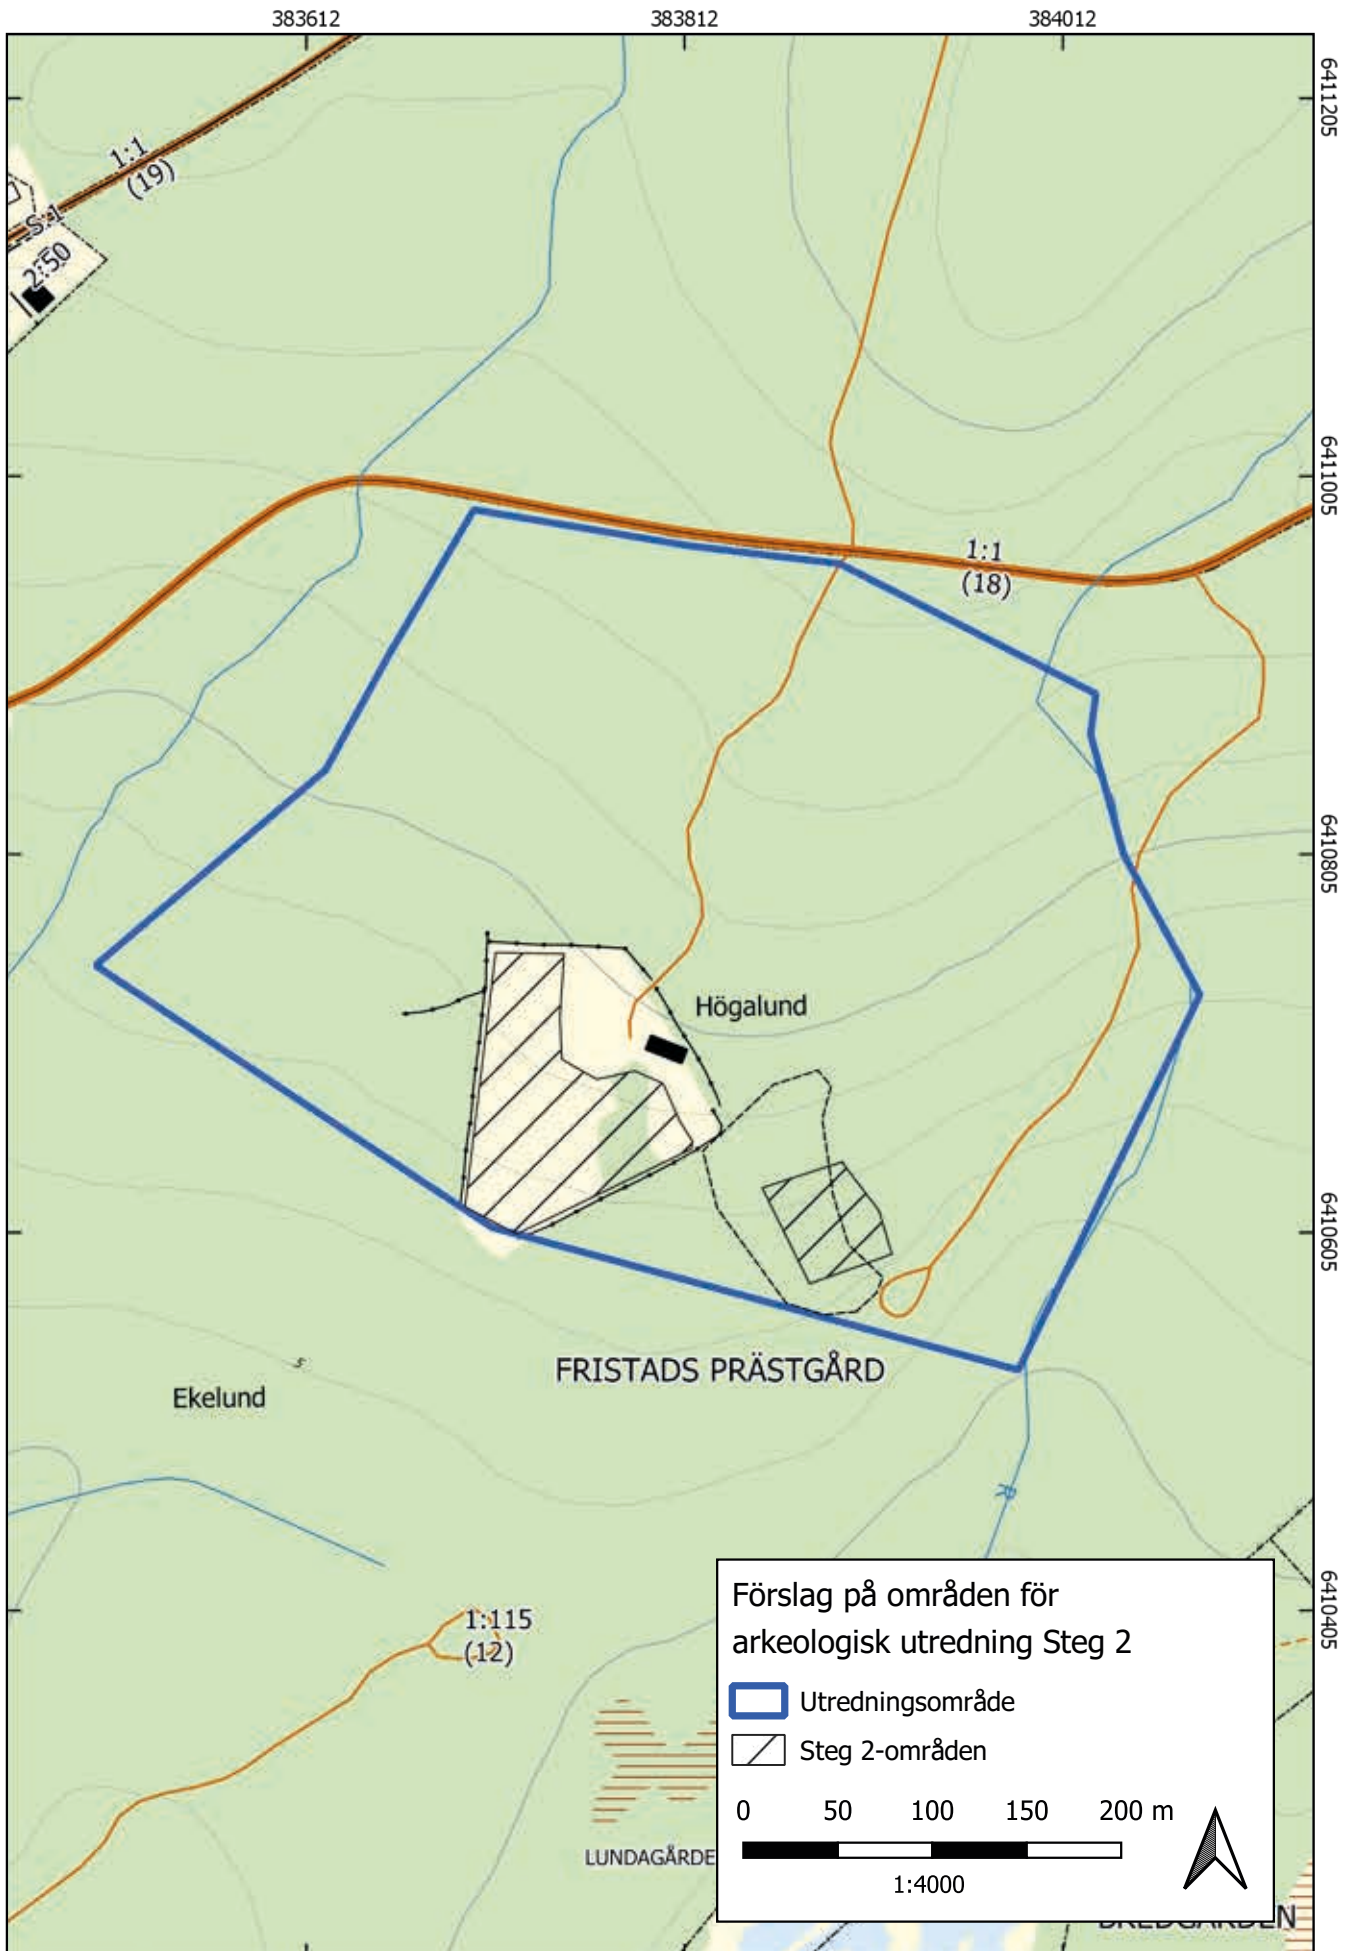 383612
383812
384012
6411205
1:1
(19)
S:1
2:50
6411005
1:1
(18)
6410805
Högalund
6410605
FRISTADS PRÄSTGÅRD
5
Ekelund
R
6410405
1:115
(12)
Förslag på områden för
arkeologisk utredning Steg 2
Utredningsområde
Steg 2-områden
0 50 100 150 200 m
1:4000
LUNDAGÅRDE
BREDGÅRDEN